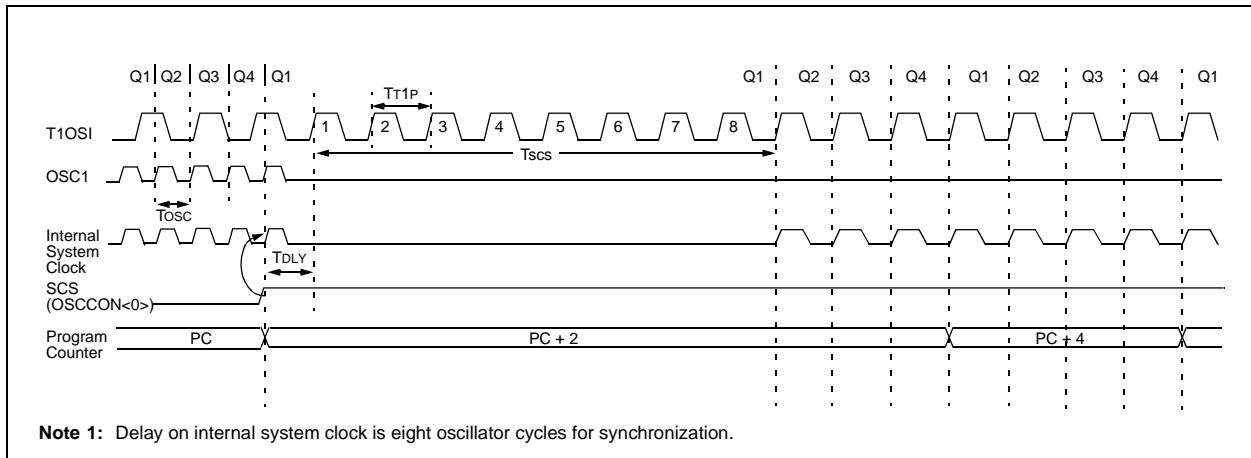 Q1 Q2 Q3 Q4 Q1 Q1 Q2 Q3 Q4 Q1 Q2 Q3 Q4 Q1
TT1P
T1OSI
1 2 3 4 5 6 7 8
TSCS
OSC1
TOSC
Internal
System
Clock
TDLY
SCS
(OSCCON<0>)
Program
Counter
PC PC + 2 PC + 4
Note 1: Delay on internal system clock is eight oscillator cycles for synchronization.